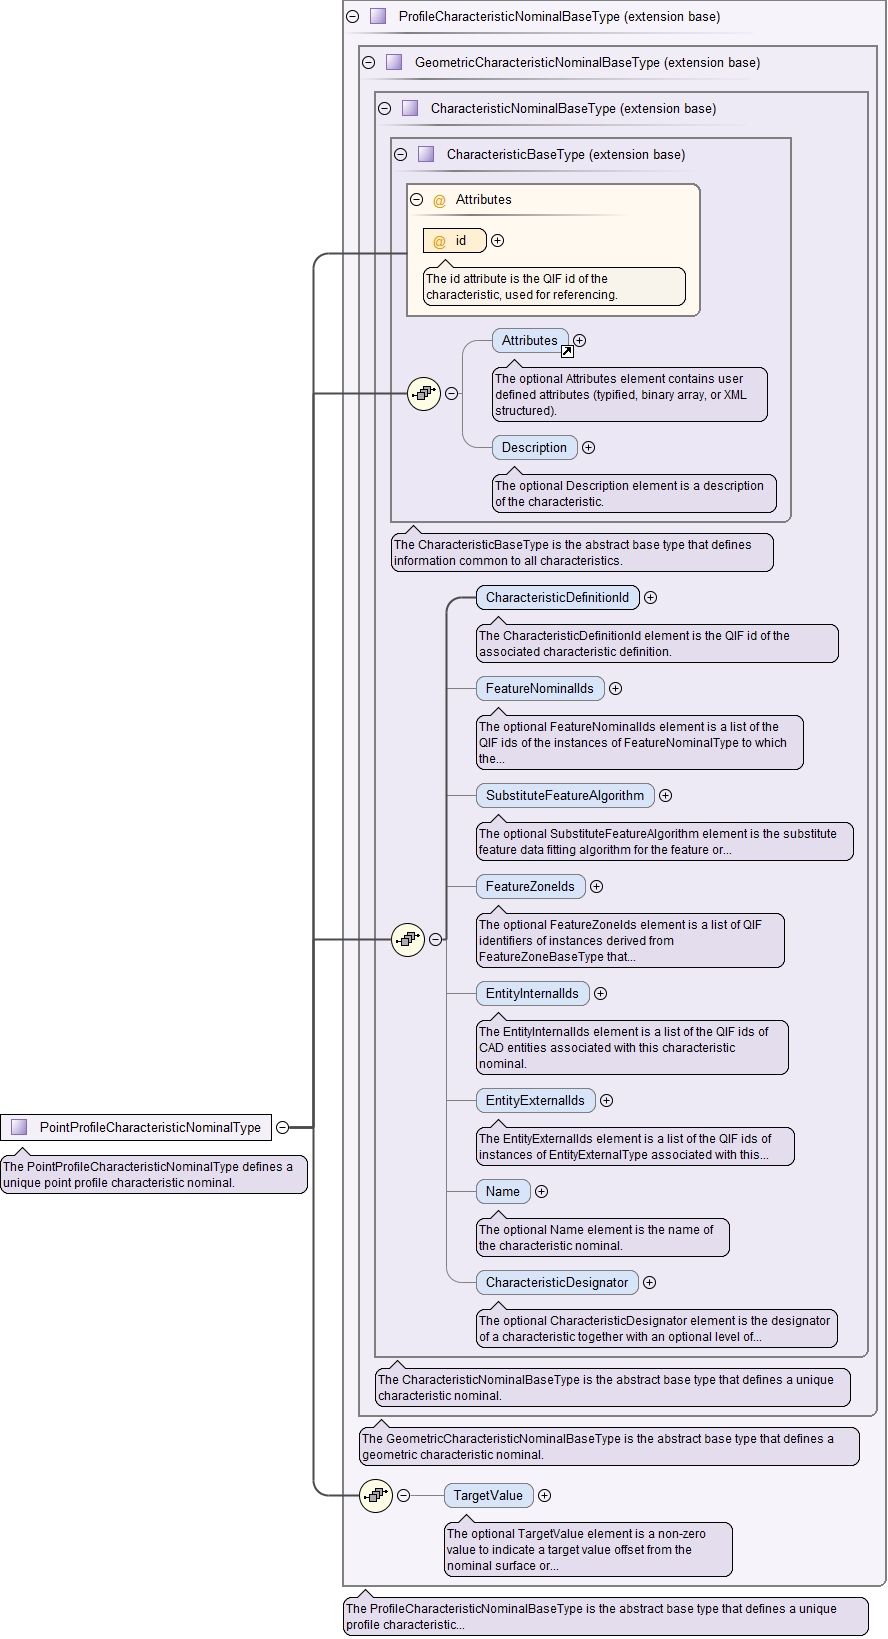 ProfileCharacteristicNominalBaseType (extension base)
GeometricCharacteristicNominalBaseType (extension base)
CharacteristicNominalBaseType (extension base)
CharacteristicBaseType (extension base)
@ Attributes
@ id
The id attribute is the QIF id of the
characteristic, used for referencing.
Attributes
The optional Attributes element contains user
defined attributes (typified, binary array, or XML
structured).
Description
The optional Description element is a description
of the characteristic.
The CharacteristicBaseType is the abstract base type that defines
information common to all characteristics.
CharacteristicDefinitionId
The CharacteristicDefinitionId element is the QIF id of the
associated characteristic definition.
FeatureNominalIds
The optional FeatureNominalIds element is a list of the
QIF ids of the instances of FeatureNominalType to which
the...
SubstituteFeatureAlgorithm
The optional SubstituteFeatureAlgorithm element is the substitute
feature data fitting algorithm for the feature or...
FeatureZoneIds
The optional FeatureZoneIds element is a list of QIF
identifiers of instances derived from
FeatureZoneBaseType that...
EntityInternalIds
The EntityInternalIds element is a list of the QIF ids of
CAD entities associated with this characteristic
nominal.
EntityExternalIds
The EntityExternalIds element is a list of the QIF ids of
instances of EntityExternalType associated with this...
Name
The optional Name element is the name of
the characteristic nominal.
CharacteristicDesignator
The optional CharacteristicDesignator element is the designator
of a characteristic together with an optional level of...
The CharacteristicNominalBaseType is the abstract base type that defines a unique
characteristic nominal.
The GeometricCharacteristicNominalBaseType is the abstract base type that defines a
geometric characteristic nominal.
TargetValue
The optional TargetValue element is a non-zero
value to indicate a target value offset from the
nominal surface or...
The ProfileCharacteristicNominalBaseType is the abstract base type that defines a unique
profile characteristic...
PointProfileCharacteristicNominalType
The PointProfileCharacteristicNominalType defines a
unique point profile characteristic nominal.